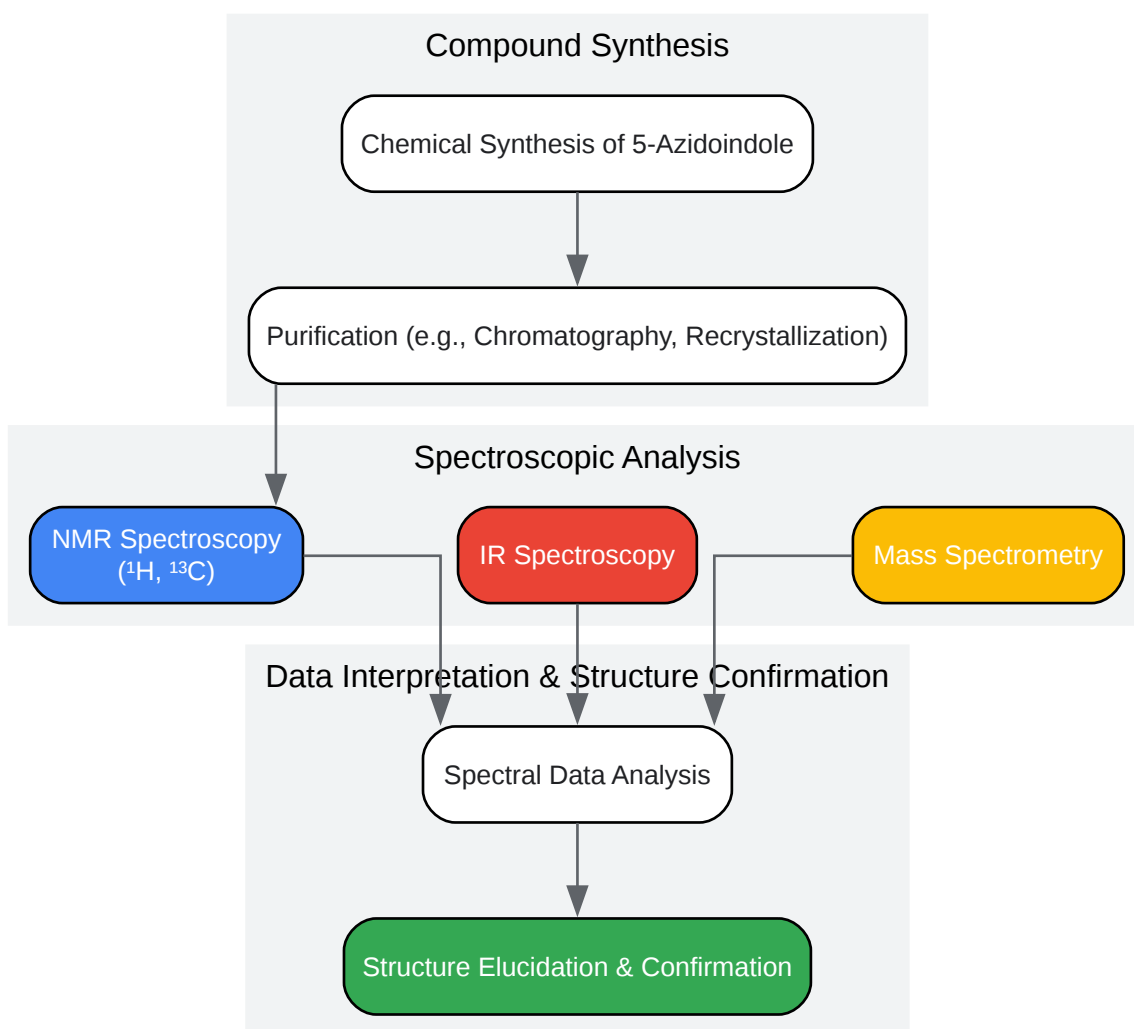 Compound Synthesis
Chemical Synthesis of 5-Azidoindole
Purification (e.g., Chromatography, Recrystallization)
Spectroscopic Analysis
NMR Spectroscopy
(¹H, ¹³C)
IR Spectroscopy
Mass Spectrometry
Data Interpretation & Structure Confirmation
Spectral Data Analysis
Structure Elucidation & Confirmation